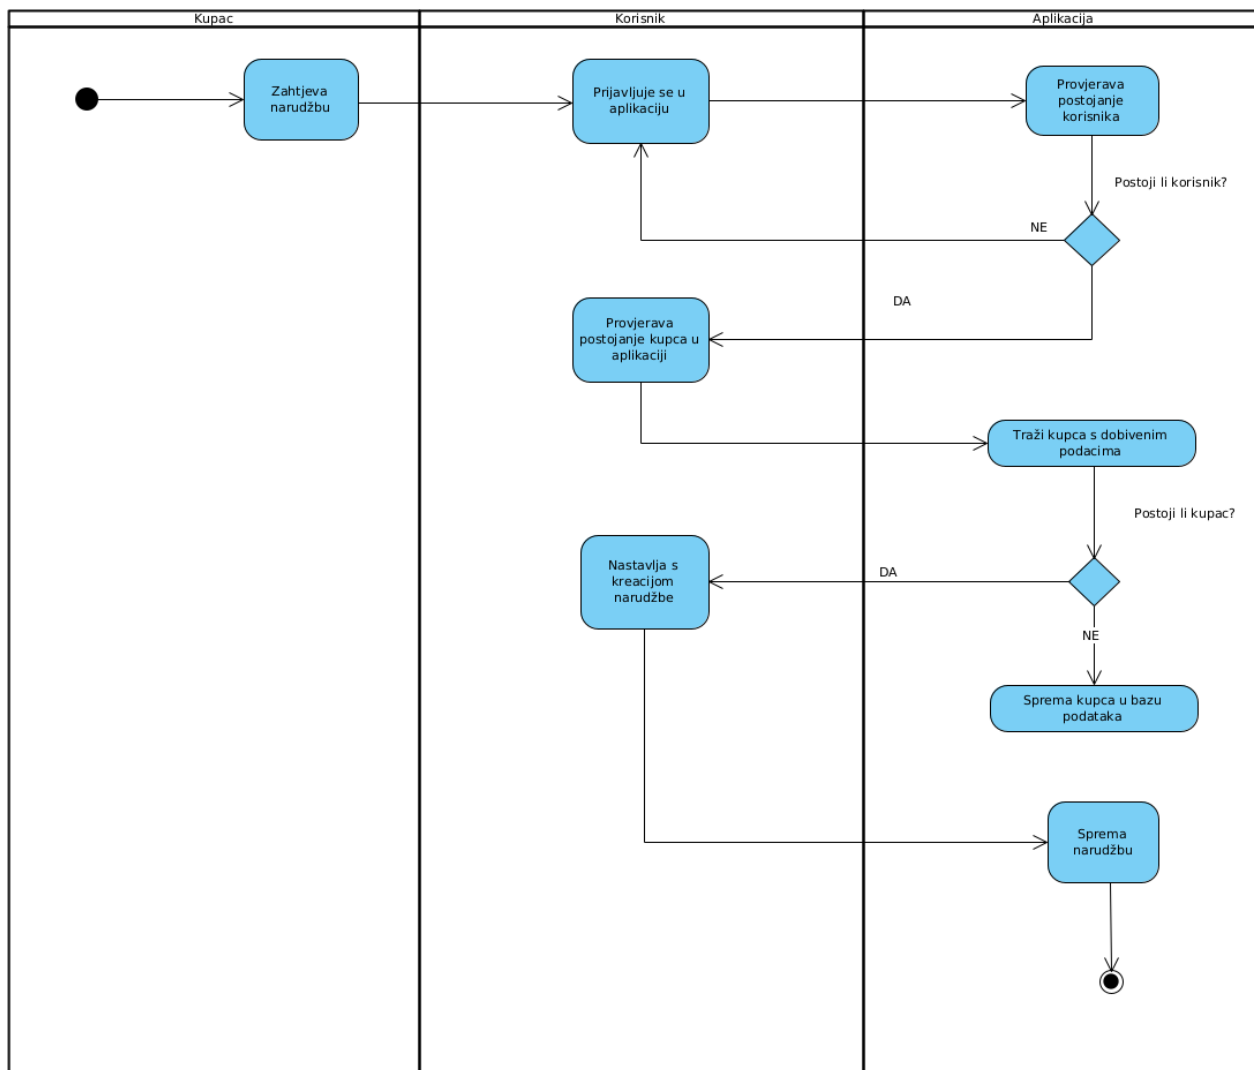 Kupac
Korisnik
Aplikacija
Zahtjeva
narudžbu
Prijavljuje se u
aplikaciju
Provjerava
postojanje
korisnika
Postoji li korisnik?
NE
DA
Provjerava
postojanje kupca u
aplikaciji
Traži kupca s dobivenim
podacima
Postoji li kupac?
Nastavlja s
kreacijom
narudžbe
DA
NE
Sprema kupca u bazu
podataka
Sprema
narudžbu